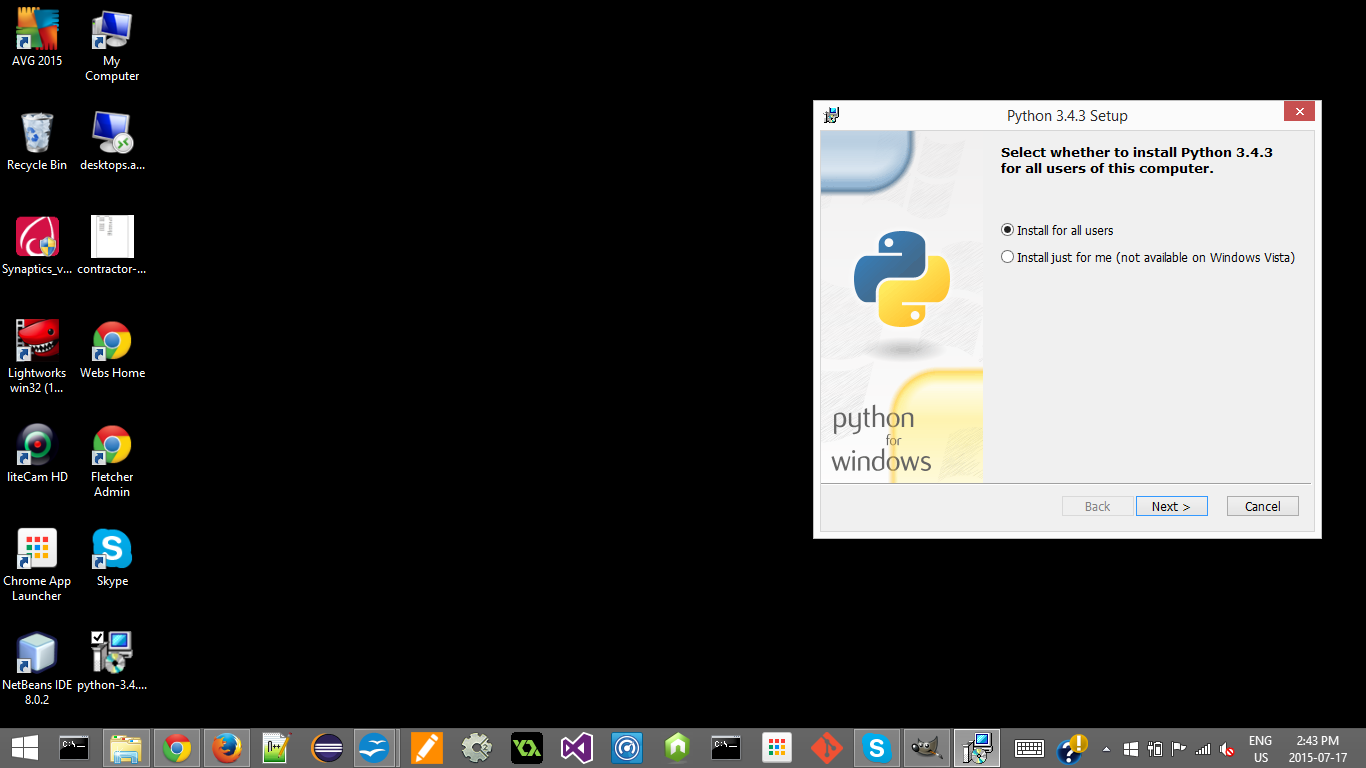 AVG 2015
My
Computer
Recycle Bin
desktops.a...
Synaptics_v...
contractor-...
Lightworks
win32 (1...
Webs Home
liteCam HD
Fletcher
Admin
Chrome App
Launcher
Skype
NetBeans IDE
8.0.2
python-3.4....
Python 3.4.3 Setup
Select whether to install Python 3.4.3
for all users of this computer.
Install for all users
Install just for me (not available on Windows Vista)
python
for
windows
Back
Next >
Cancel
ENG
US
2:43 PM
2015-07-17